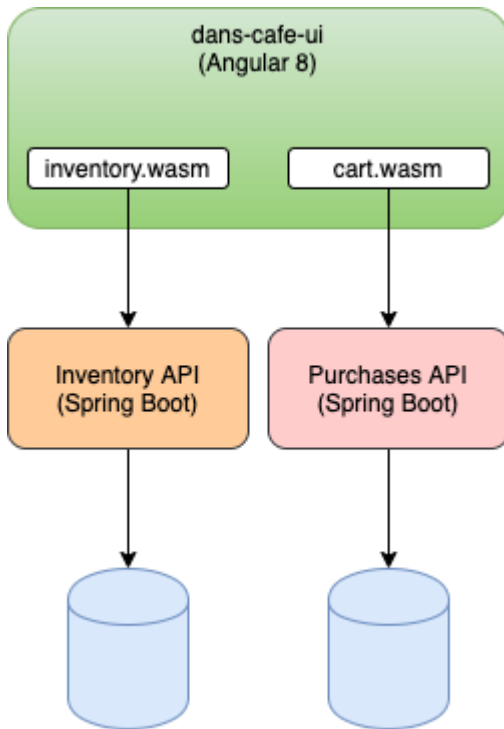 dans-cafe-ui
(Angular 8)
inventory.wasm
cart.wasm
Inventory API
(Spring Boot)
Purchases API
(Spring Boot)